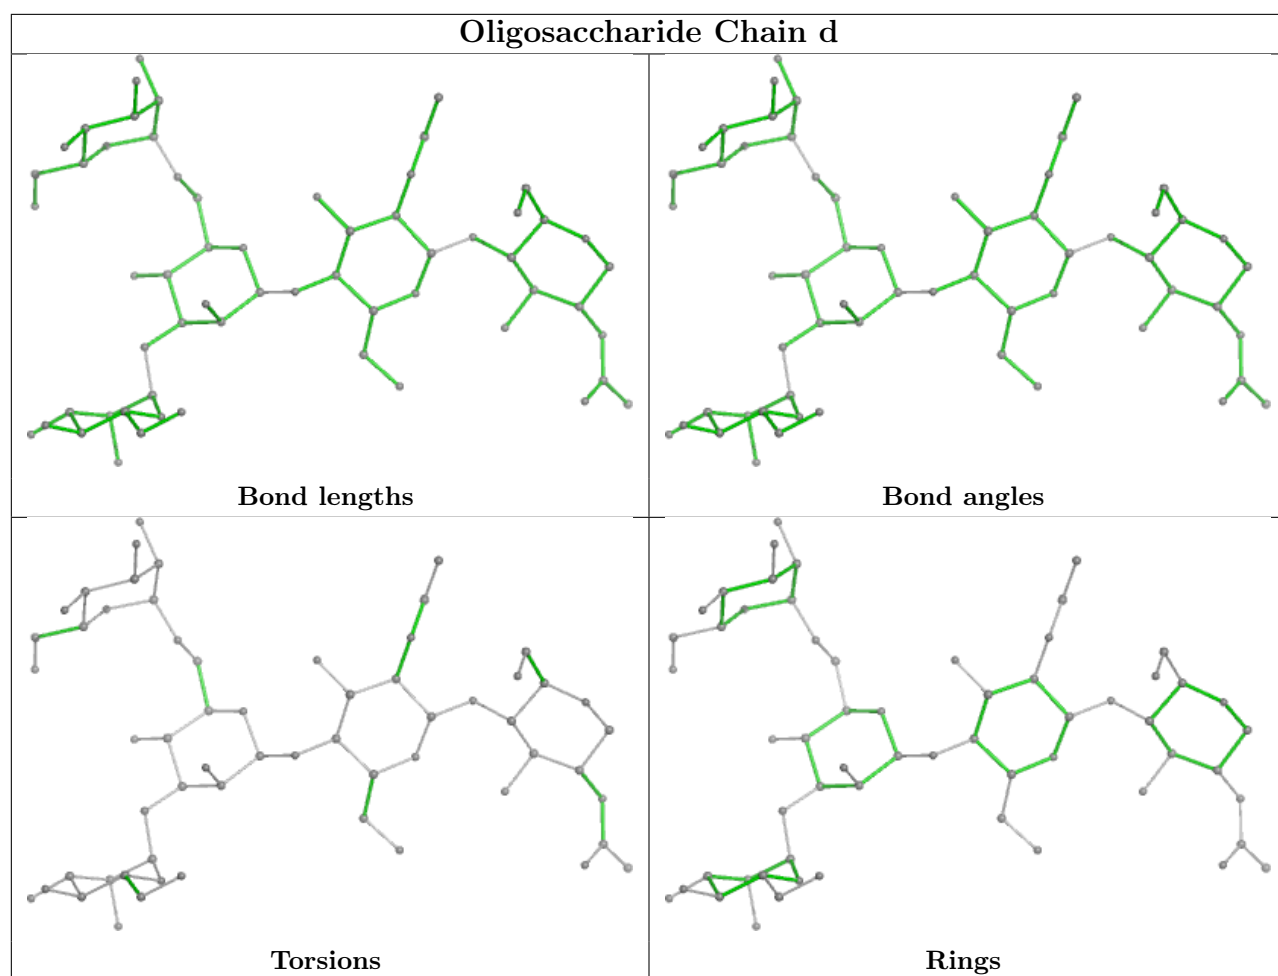 Oligosaccharide Chain d
Bond lengths
Bond angles
Torsions
Rings